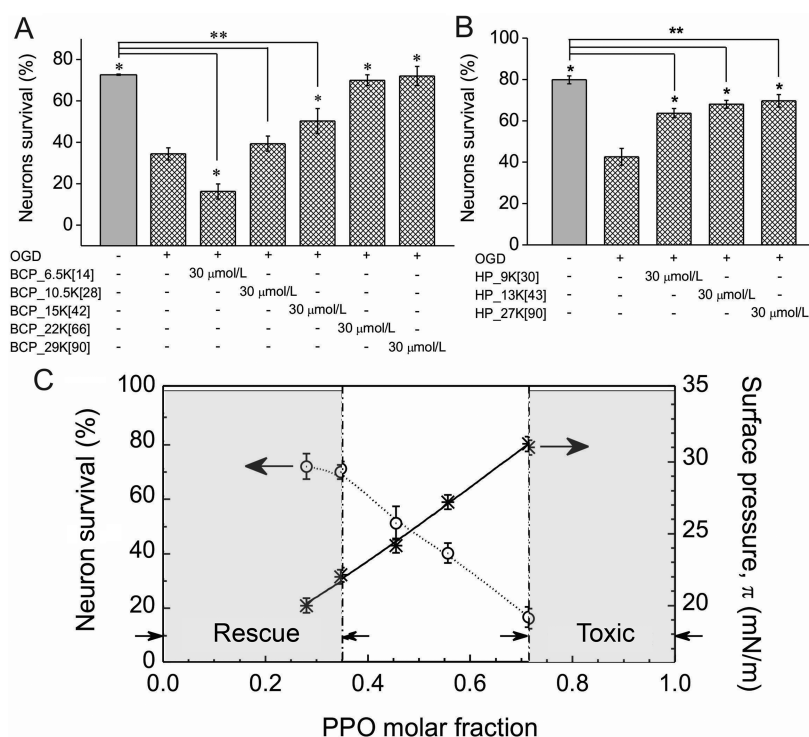 A
Neurons survival (%)
80
60
40
20
0
**
*
*
*
*
*
OGD - + + + + + +
BCP_6.5K[14] - - 30 μmol/L - - - -
BCP_10.5K[28] - - - 30 μmol/L - - -
BCP_15K[42] - - - - 30 μmol/L - -
BCP_22K[66] - - - - - 30 μmol/L -
BCP_29K[90] - - - - - - 30 μmol/L
B
Neurons survival (%)
100
80
60
40
20
0
**
*
*
*
*
OGD - + + + +
HP_9K[30] - - 30 μmol/L - -
HP_13K[43] - - - 30 μmol/L -
HP_27K[90] - - - - 30 μmol/L
C
Neuron survival (%)
100
80
60
40
20
0
Rescue
Toxic
35
30
25
20
Surface pressure, π (mN/m)
0.0 0.2 0.4 0.6 0.8 1.0
PPO molar fraction